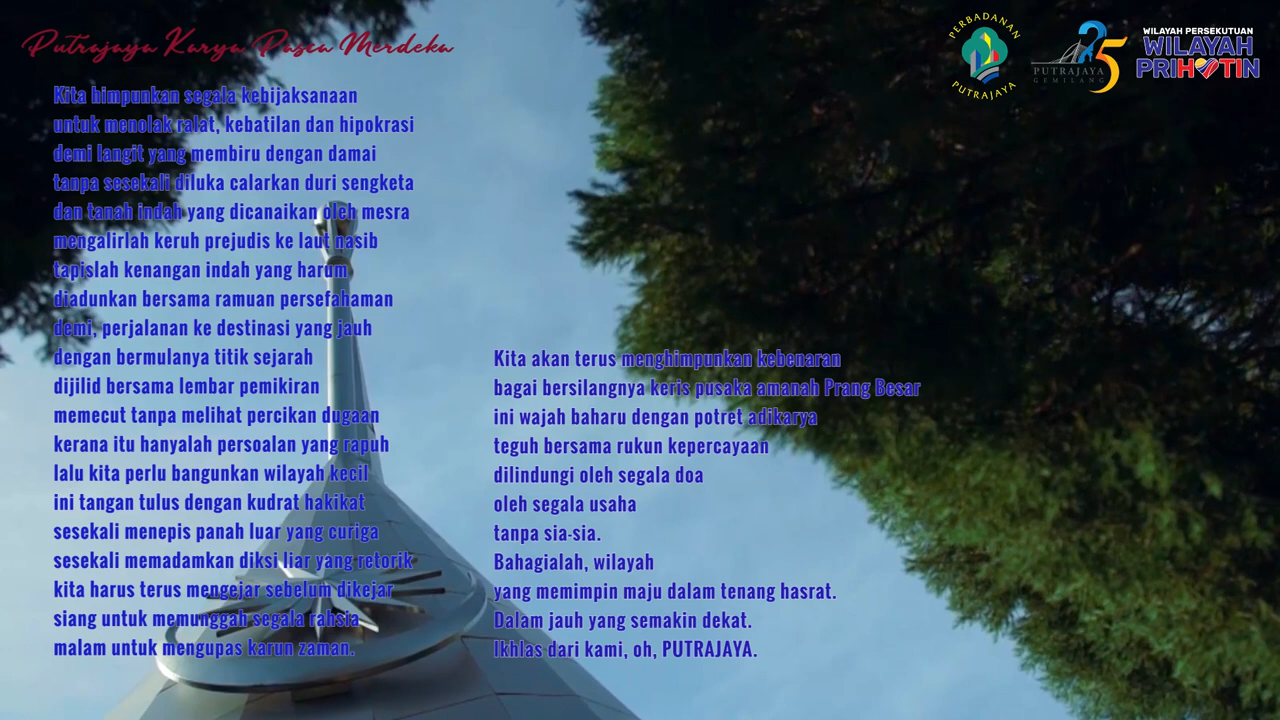 Putrajaya Karya Pasca Merdeka
PERBADANAN
PUTRAJAYA
25
PUTRAJAYA
GEMILANG
WILAYAH PERSEKUTUAN
WILAYAH
PRIHATIN
Kita himpunkan segala kebijaksanaan
untuk menolak ralat, kebatilan dan hipokrasi
demi langit yang membiru dengan damai
tanpa sesekali diluka calarkan duri sengketa
dan tanah indah yang dicanaikan oleh mesra
mengalirlah keruh prejudis ke laut nasib
tapislah kenangan indah yang harum
diadunkan bersama ramuan persefahaman
demi, perjalanan ke destinasi yang jauh
dengan bermulanya titik sejarah
dijilid bersama lembar pemikiran
memecut tanpa melihat percikan dugaan
kerana itu hanyalah persoalan yang rapuh
lalu kita perlu bangunkan wilayah kecil
ini tangan tulus dengan kudrat hakikat
sesekali menepis panah luar yang curiga
sesekali memadamkan diksi liar yang retorik
kita harus terus mengejar sebelum dikejar
siang untuk memunggah segala rahsia
malam untuk mengupas karun zaman.
Kita akan terus menghimpunkan kebenaran
bagai bersilangnya keris pusaka amanah Prang Besar
ini wajah baharu dengan potret adikarya
teguh bersama rukun kepercayaan
dilindungi oleh segala doa
oleh segala usaha
tanpa sia-sia.
Bahagialah, wilayah
yang memimpin maju dalam tenang hasrat.
Dalam jauh yang semakin dekat.
Ikhlas dari kami, oh, PUTRAJAYA.